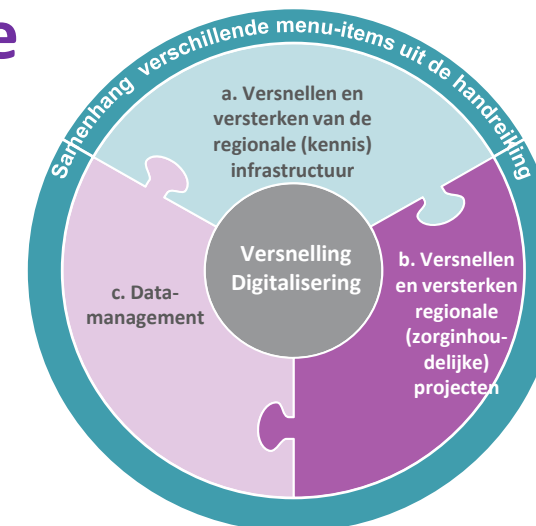 e
Samenhang verschillende menu-items uit de handreiking
a. Versnellen en
versterken van de
regionale (kennis)
infrastructuur
Versnelling
Digitalisering
b. Versnellen
en versterken
regionale
(zorginhou-
delijke)
projecten
c. Data-
management